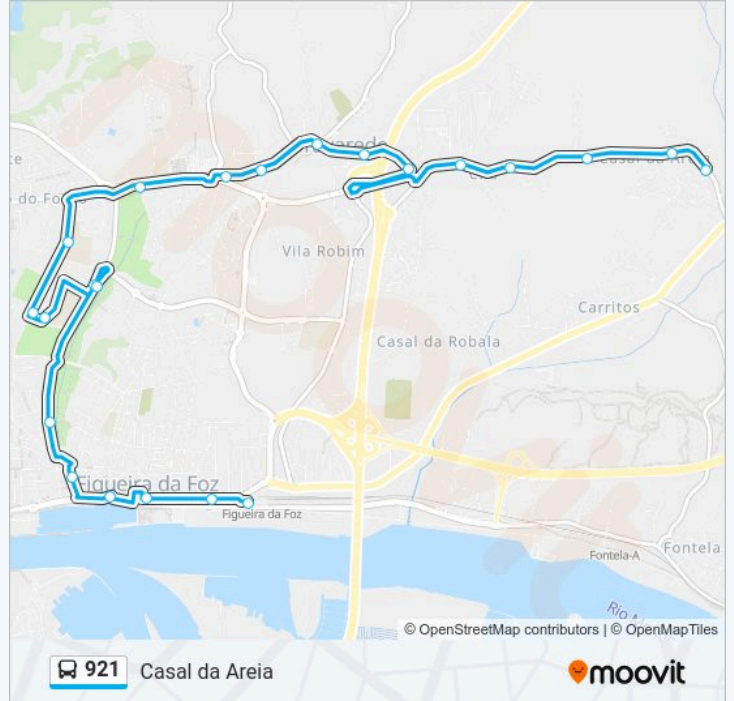 Vila Robim
Carritos
Casal da Robala
Figueira da Foz
Figueira da Foz
Fontela
Fontela-A
© OpenStreetMap contributors | © OpenMapTiles
921 Casal da Areia
moovit